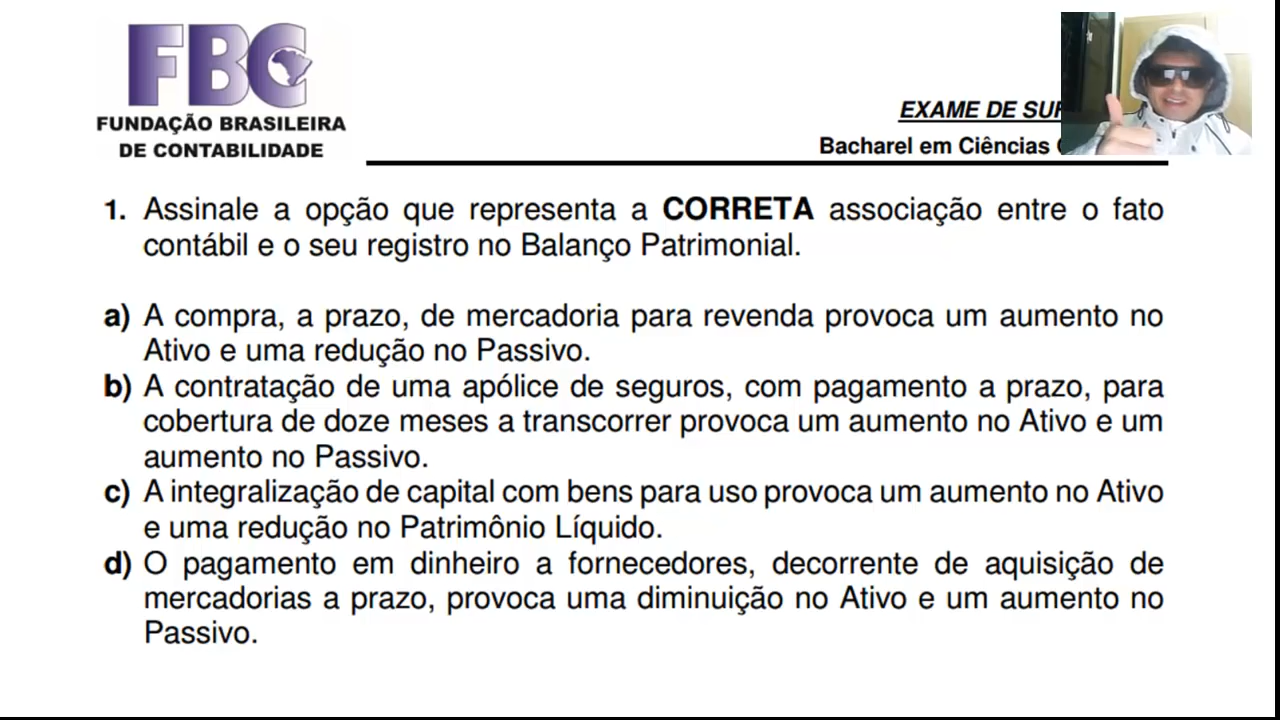 FBC
FUNDAÇÃO BRASILEIRA
DE CONTABILIDADE
EXAME DE
Bacharel em Ciências
1. Assinale a opção que representa a CORRETA associação entre o fato
contábil e o seu registro no Balanço Patrimonial.
a) A compra, a prazo, de mercadoria para revenda provoca um aumento no
Ativo e uma redução no Passivo.
b) A contratação de uma apólice de seguros, com pagamento a prazo, para
cobertura de doze meses a transcorrer provoca um aumento no Ativo e um
aumento no Passivo.
c) A integralização de capital com bens para uso provoca um aumento no Ativo
e uma redução no Patrimônio Líquido.
d) O pagamento em dinheiro a fornecedores, decorrente de aquisição de
mercadorias a prazo, provoca uma diminuição no Ativo e um aumento no
Passivo.